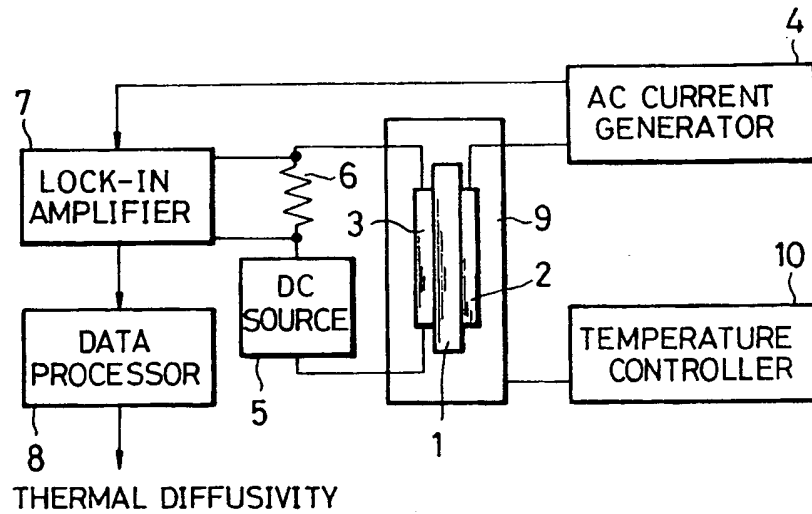 4
AC CURRENT
GENERATOR
7
LOCK-IN
AMPLIFIER
6
3
9
2
DC
SOURCE
5
1
10
TEMPERATURE
CONTROLLER
DATA
PROCESSOR
8
THERMAL DIFFUSIVITY